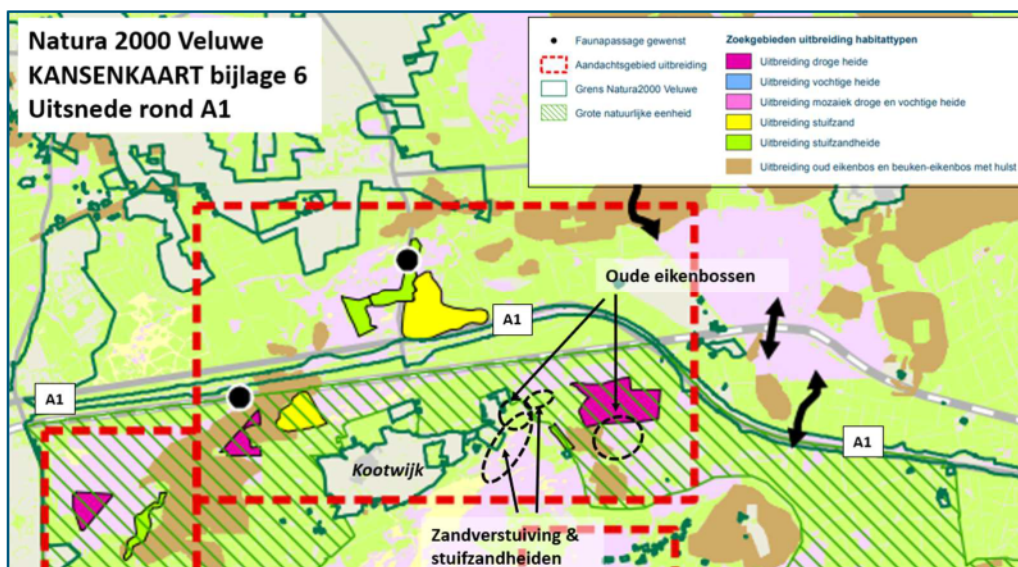 Natura 2000 Veluwe
KANSENKAART bijlage 6
Uitsnede rond A1
Faunapassage gewenst
Aandachtsgebied uitbreiding
Grens Natura2000 Veluwe
Grote natuurlijke eenheid
Zoekgebieden uitbreiding habitattypen
Uitbreiding droge heide
Uitbreiding vochtige heide
Uitbreiding mozaiek droge en vochtige heide
Uitbreiding stuifzand
Uitbreiding stuifzandheide
Uitbreiding oud eikenbos en beuken-eikenbos met hulst
Oude eikenbossen
A1
A1
A1
Kootwijk
Zandverstuiving &
stuifzandheiden